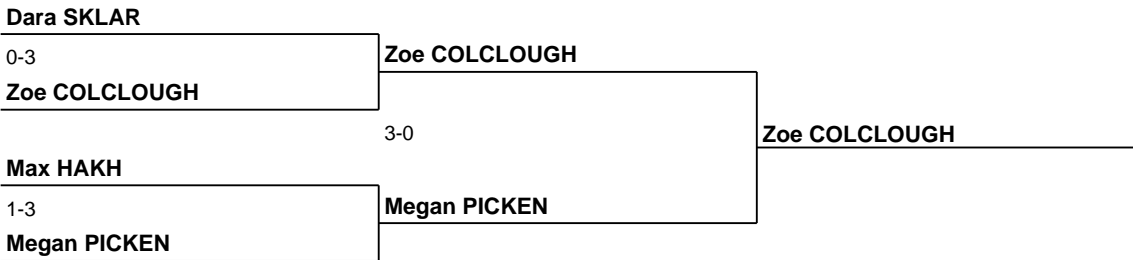 Dara SKLAR
0-3
Zoe COLCLOUGH
Zoe COLCLOUGH
3-0
Zoe COLCLOUGH
Max HAKH
1-3
Megan PICKEN
Megan PICKEN